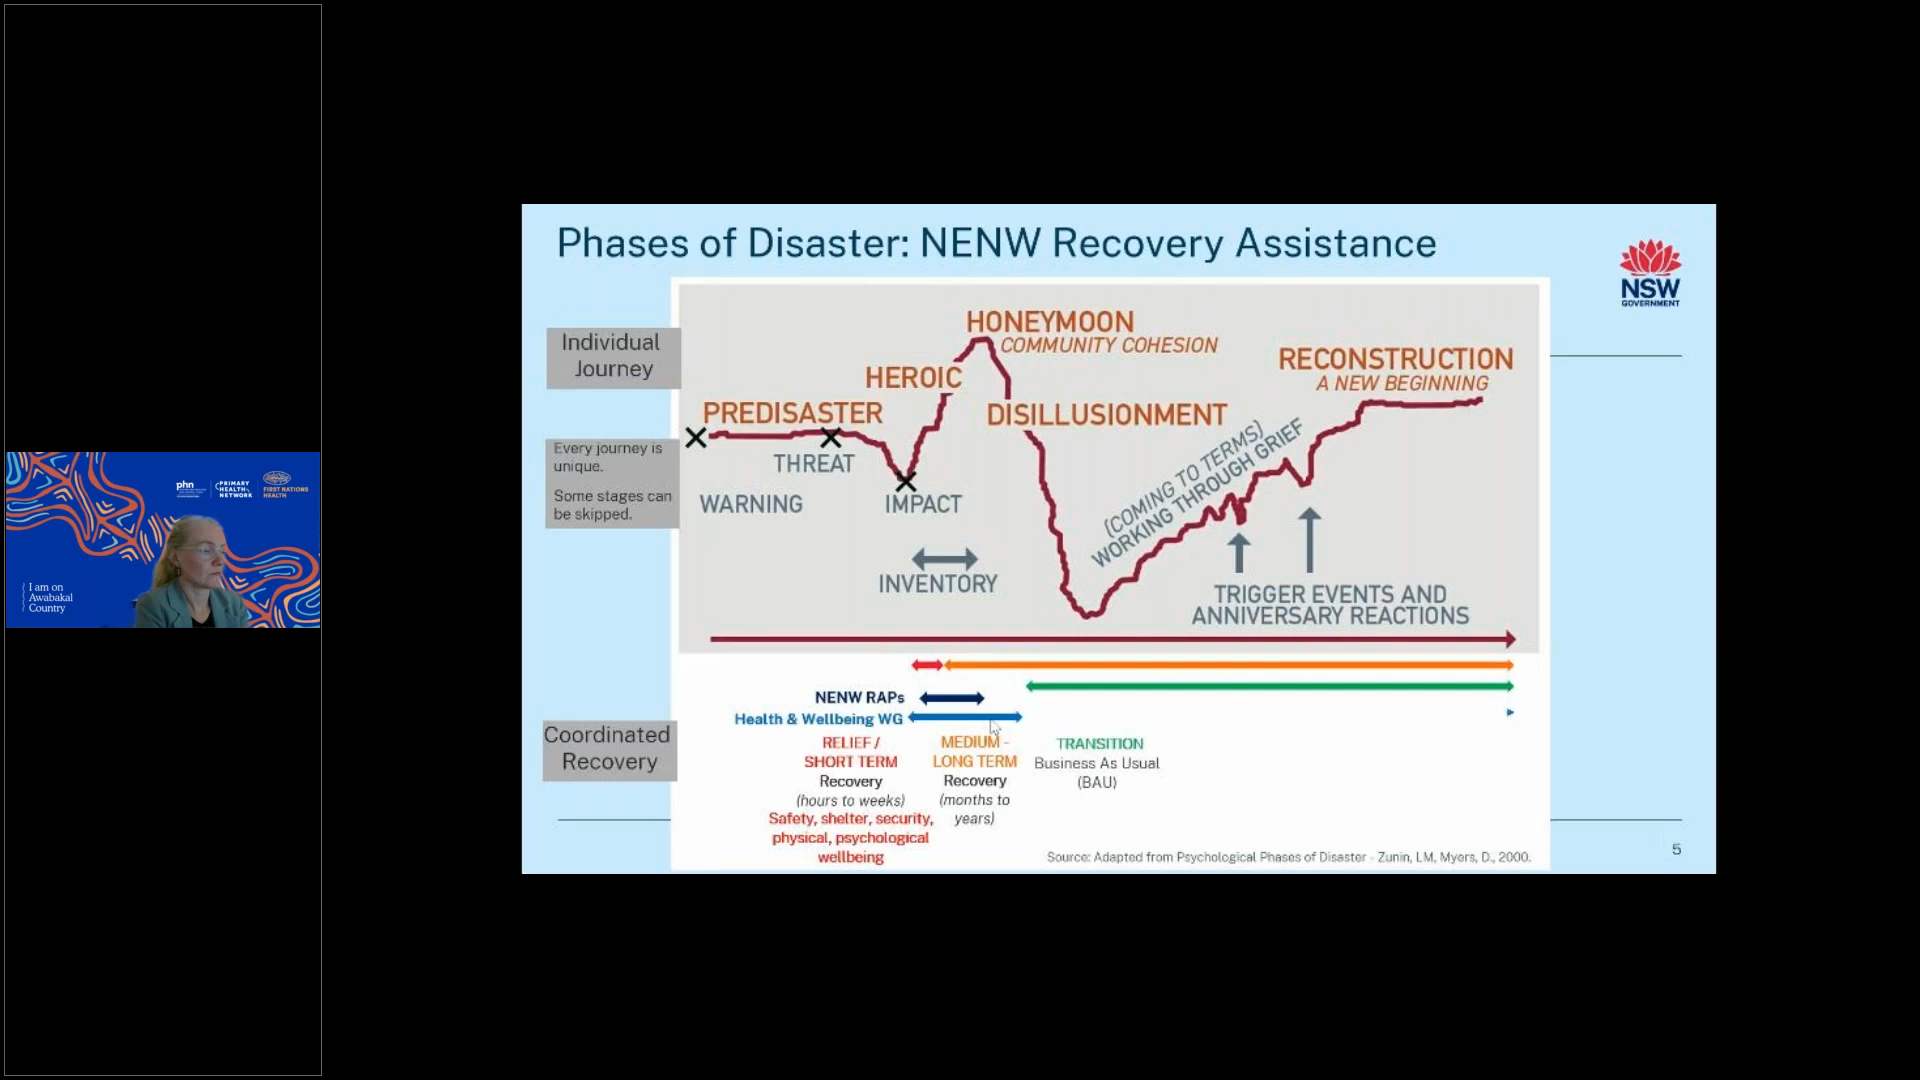 Phases of Disaster: NENW Recovery Assistance
NSW
GOVERNMENT
Individual
Journey
Every journey is
unique.
Some stages can
be skipped.
Coordinated
Recovery
HONEYMOON
COMMUNITY COHESION
HEROIC
PREDISASTER
DISILLUSIONMENT
RECONSTRUCTION
A NEW BEGINNING
THREAT
WARNING
IMPACT
INVENTORY
(COMING TO TERMS)
WORKING THROUGH GRIEF
TRIGGER EVENTS AND
ANNIVERSARY REACTIONS
NENW RAPs
Health & Wellbeing WG
RELIEF /
SHORT TERM
Recovery
(hours to weeks)
Safety, shelter, security,
physical, psychological
wellbeing
MEDIUM -
LONG TERM
Recovery
(months to
years)
TRANSITION
Business As Usual
(BAU)
Source: Adapted from Psychological Phases of Disaster - Zunin, LM, Myers, D., 2000.
5
phn
PRIMARY
HEALTH
NETWORK
FIRST NATIONS
HEALTH
I am on
Awabakal
Country